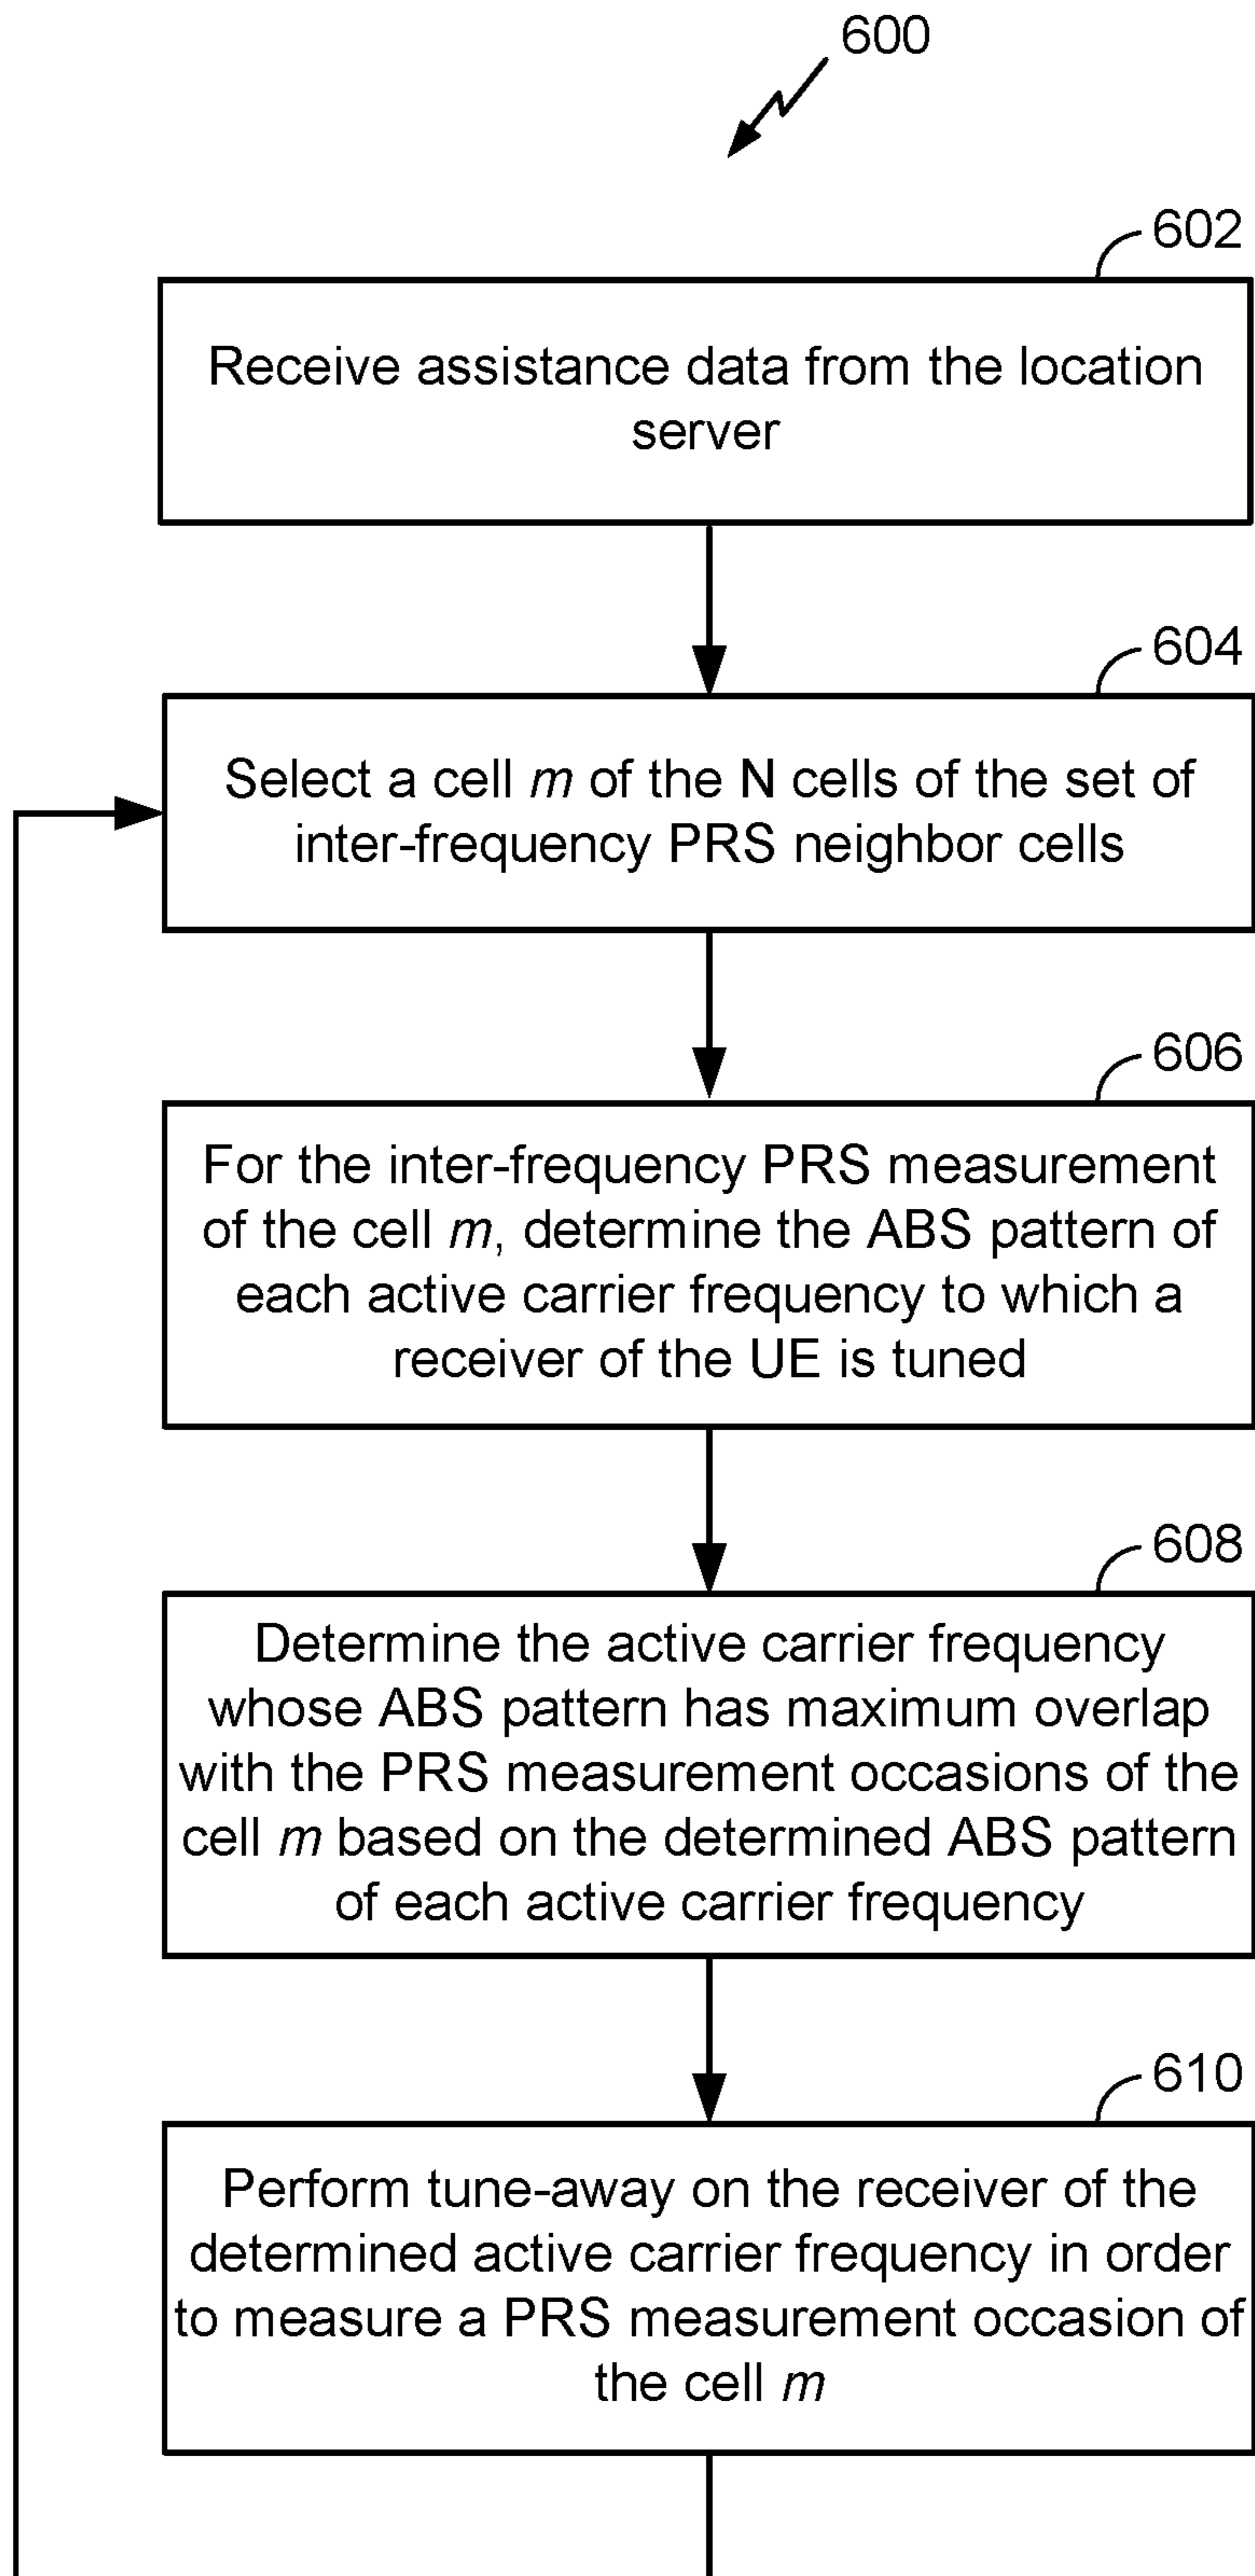 600
602
Receive assistance data from the location
server
604
Select a cell m of the N cells of the set of
inter-frequency PRS neighbor cells
606
For the inter-frequency PRS measurement
of the cell m, determine the ABS pattern of
each active carrier frequency to which a
receiver of the UE is tuned
608
Determine the active carrier frequency
whose ABS pattern has maximum overlap
with the PRS measurement occasions of the
cell m based on the determined ABS pattern
of each active carrier frequency
610
Perform tune-away on the receiver of the
determined active carrier frequency in order
to measure a PRS measurement occasion of
the cell m